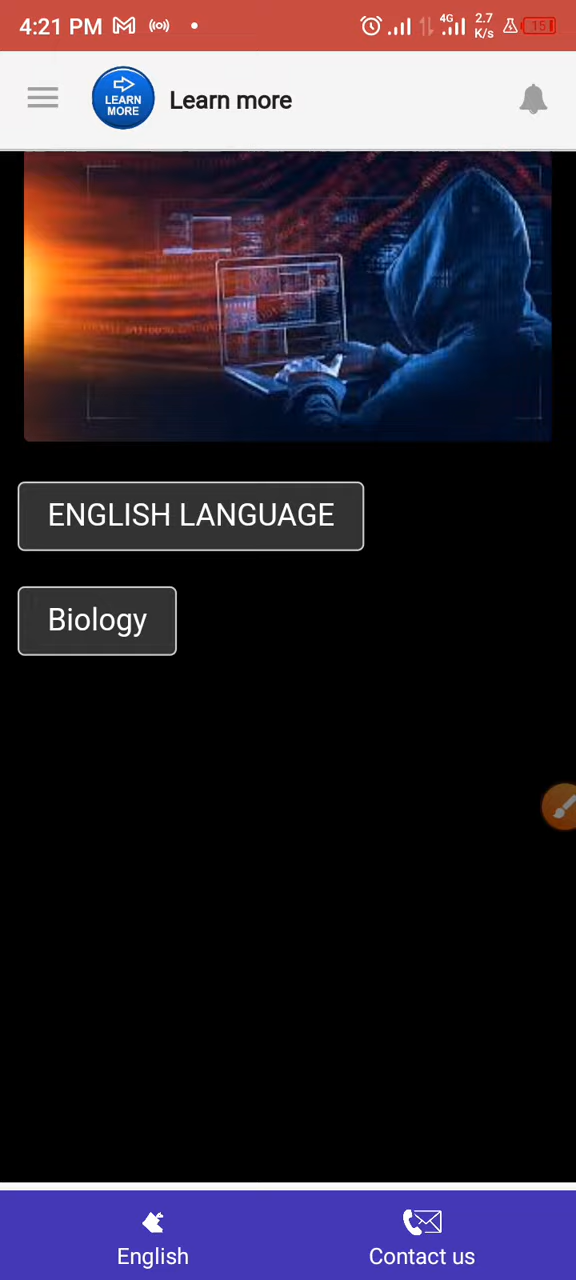 4:21 PM
4G
2.7
K/s
15
LEARN
MORE
Learn more
ENGLISH LANGUAGE
Biology
English
Contact us